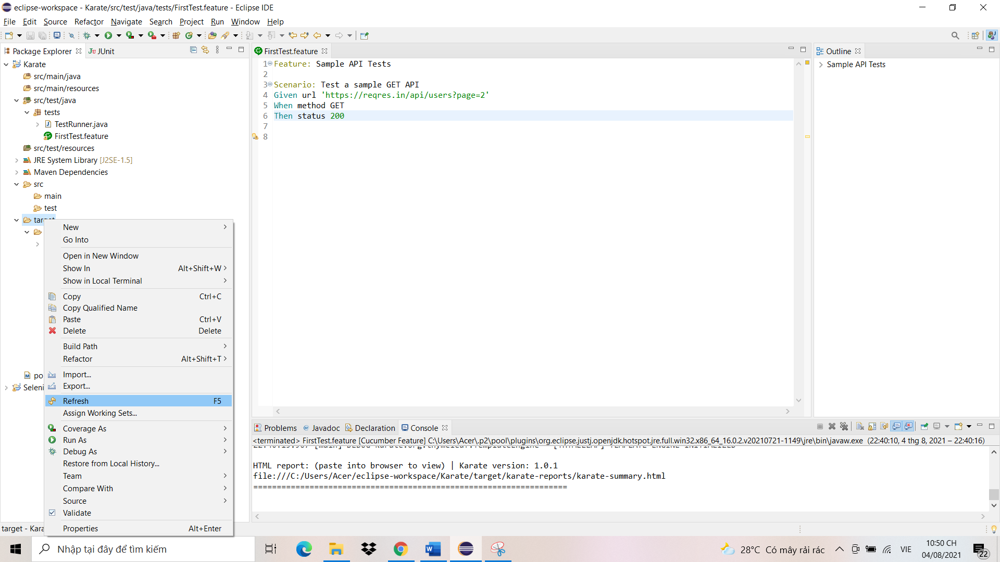 eclipse-workspace - Karate/src/test/java/tests/FirstTest.feature - Eclipse IDE
File Edit Source Refactor Navigate Search Project Run Window Help
Package Explorer
JUnit
Karate
src/main/java
src/main/resources
src/test/java
tests
TestRunner.java
FirstTest.feature
src/test/resources
JRE System Library [J2SE-1.5]
Maven Dependencies
src
main
test
target
New
Go Into
Open in New Window
Show In Alt+Shift+W
Show in Local Terminal
Copy Ctrl+C
Copy Qualified Name
Paste Ctrl+V
Delete Delete
Build Path
Refactor Alt+Shift+T
Import...
Export...
Refresh F5
Assign Working Sets...
Coverage As
Run As
Debug As
Restore from Local History...
Team
Compare With
Source
Validate
Properties Alt+Enter
po
Seleni
target - Kara
FirstTest.feature
1 Feature: Sample API Tests
2
3 Scenario: Test a sample GET API
4 Given url 'https://reqres.in/api/users?page=2'
5 When method GET
6 Then status 200
7
8
Outline
Sample API Tests
Problems Javadoc Declaration Console
<terminated> FirstTest.feature [Cucumber Feature] C:\Users\Acer\.p2\pool\plugins\org.eclipse.justj.openjdk.hotspot.jre.full.win32.x86_64_16.0.2.v20210721-1149\jre\bin\javaw.exe (22:40:10, 4 thg 8, 2021 – 22:40:16)
HTML report: (paste into browser to view) | Karate version: 1.0.1
file:///C:/Users/Acer/eclipse-workspace/Karate/target/karate-reports/karate-summary.html
===================================================================
Nhập tại đây để tìm kiếm
28°C Có mây rải rác
VIE
10:50 CH
04/08/2021
22